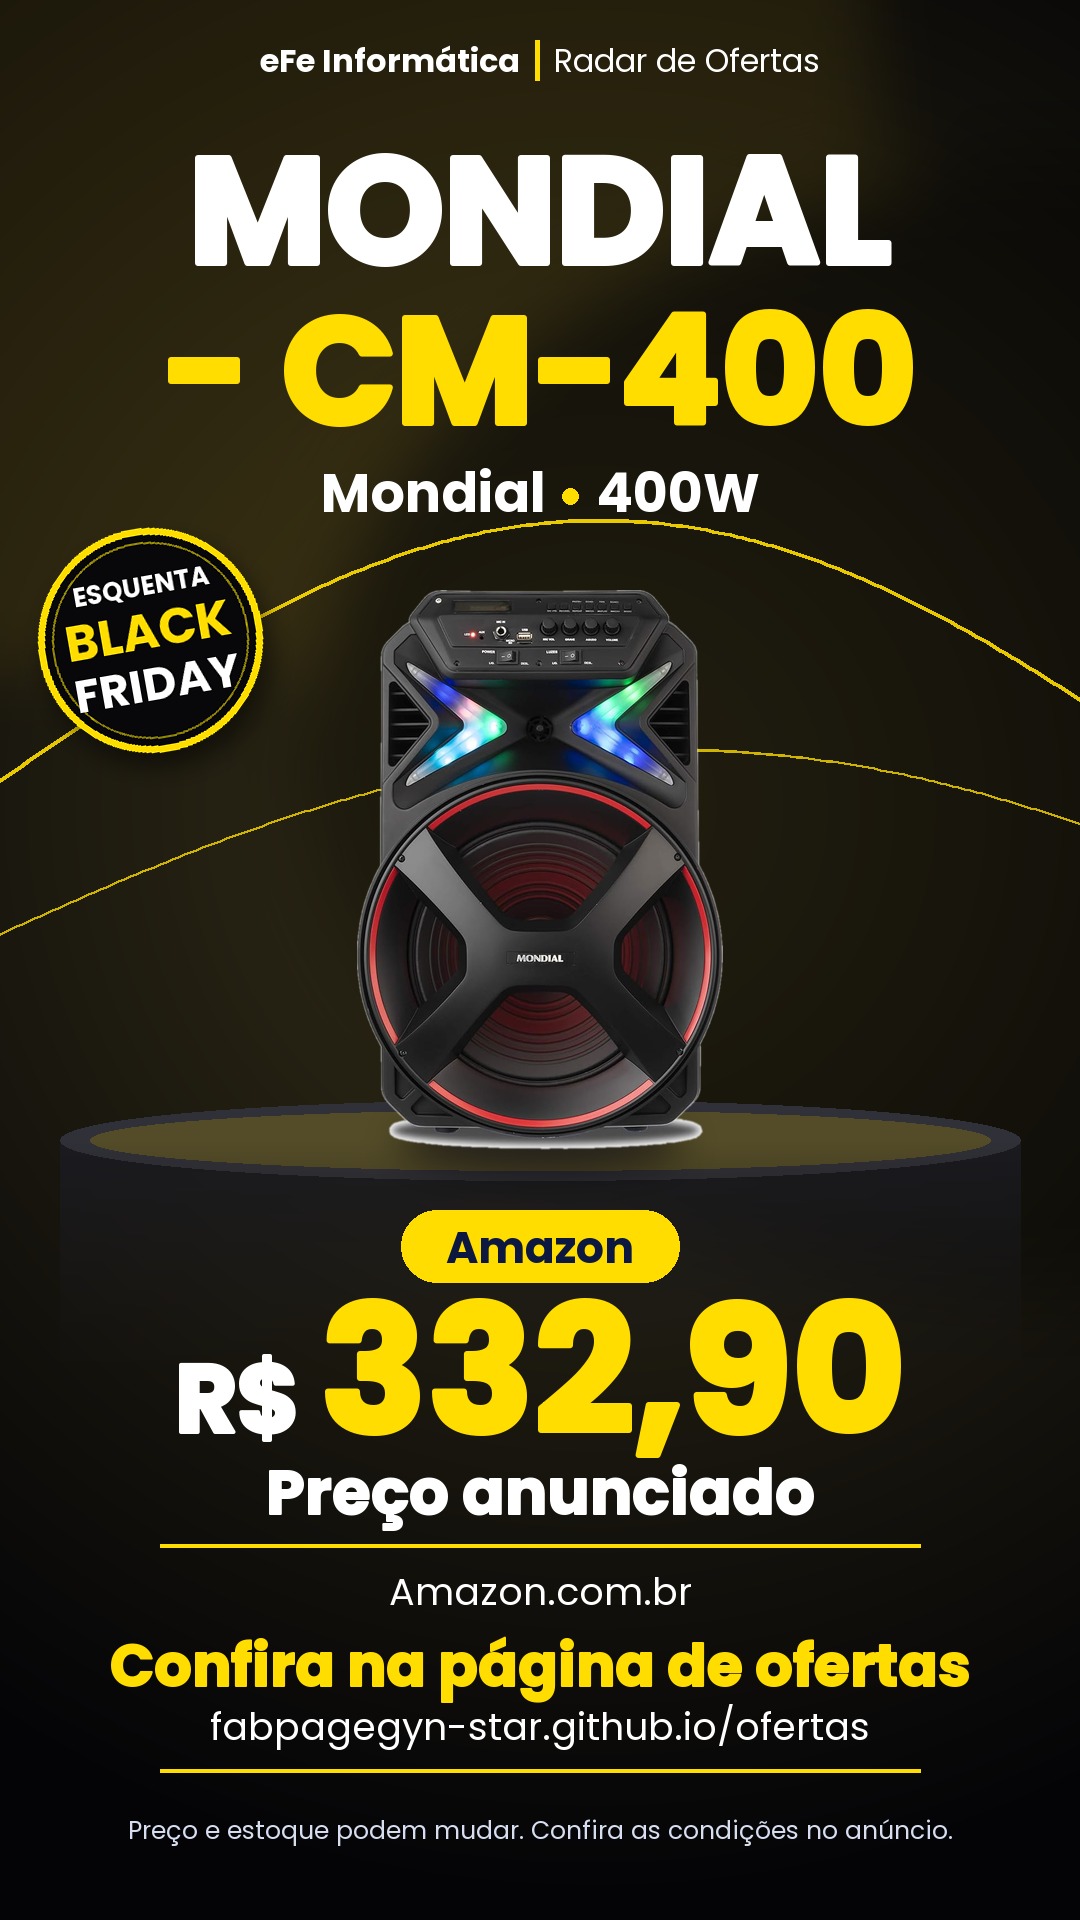 eFe Informática | Radar de Ofertas
MONDIAL
- CM-400
Mondial • 400W
ESQUENTA
BLACK
FRIDAY
MONDIAL
Amazon
R$ 332,90
Preço anunciado
Amazon.com.br
Confira na página de ofertas
fabpagegyn-star.github.io/ofertas
Preço e estoque podem mudar. Confira as condições no anúncio.